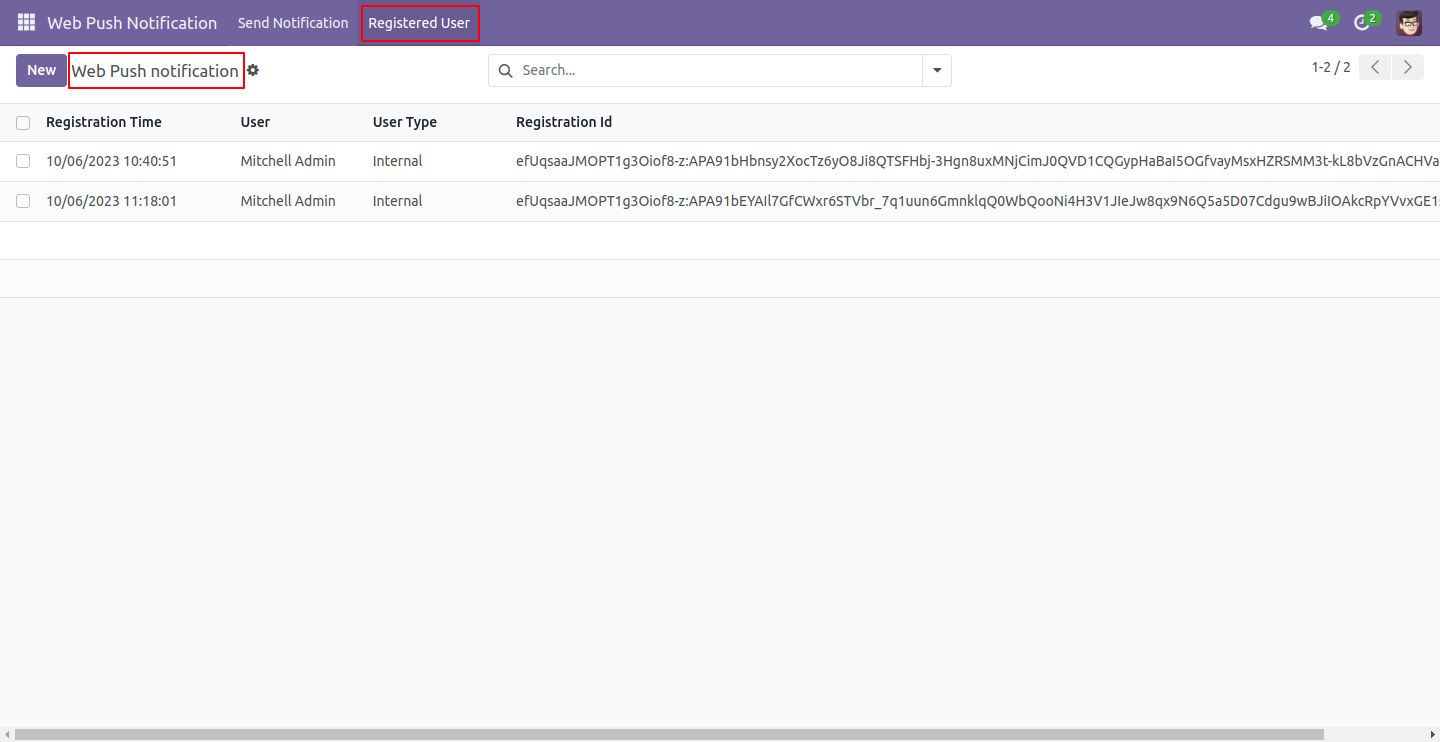 Web Push Notification Send Notification Registered User 4 2
New Web Push notification Search... 1-2 / 2
Registration Time User User Type Registration Id
10/06/2023 10:40:51 Mitchell Admin Internal efUqsaaJMOPT1g3Oiof8-z:APA91bHbnsy2XocTz6yO8Ji8QTSFHbj-3Hgn8uxMNjCimJ0QVD1CQGypHaBaI5OGfvayMsxHZRSMM3t-kL8bVzGnACHVa
10/06/2023 11:18:01 Mitchell Admin Internal efUqsaaJMOPT1g3Oiof8-z:APA91bEYAIl7GfCWxr6STVbr_7q1uun6GmnklqQ0WbQooNi4H3V1JIeJw8qx9N6Q5a5D07Cdgu9wBJiIOAkcRpYVvxGE1